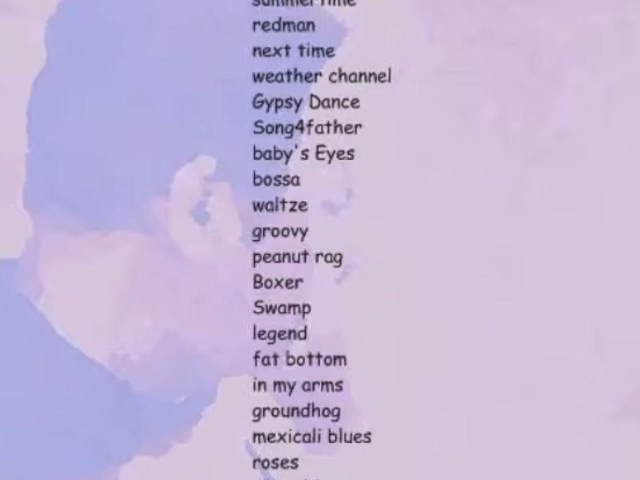 summertime
redman
next time
weather channel
Gypsy Dance
Song4father
baby's Eyes
bossa
waltze
groovy
peanut rag
Boxer
Swamp
legend
fat bottom
in my arms
groundhog
mexicali blues
roses